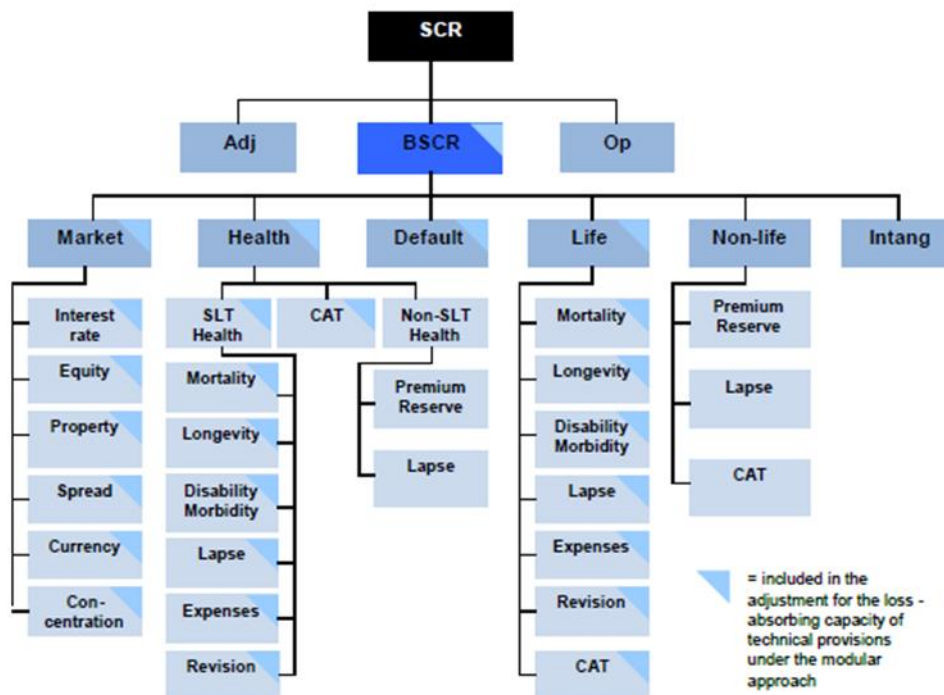 SCR
Adj
BSCR
Op
Market
Health
Default
Life
Non-life
Intang
Interest
rate
Equity
Property
Spread
Currency
Con-
centration
SLT
Health
CAT
Non-SLT
Health
Mortality
Longevity
Disability
Morbidity
Lapse
Expenses
Revision
Premium
Reserve
Lapse
Mortality
Longevity
Disability
Morbidity
Lapse
Expenses
Revision
CAT
Premium
Reserve
Lapse
CAT
= included in the
adjustment for the loss -
absorbing capacity of
technical provisions
under the modular
approach